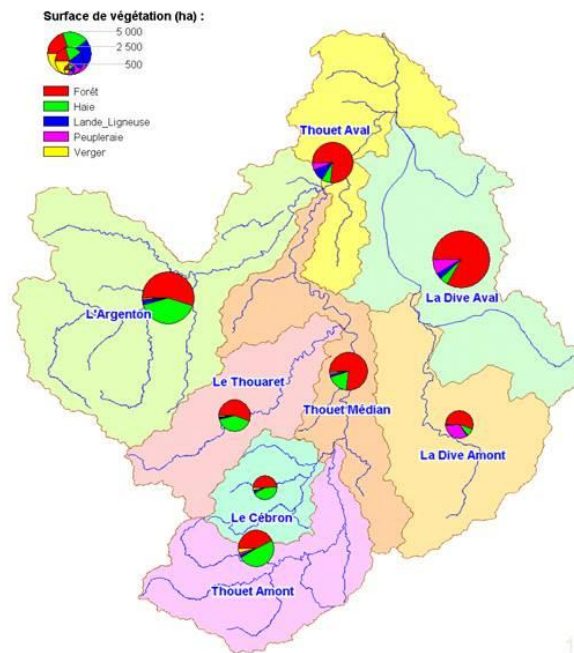 Surface de végétation (ha) :
5 000
2 500
500
Forêt
Haie
Lande_Ligneuse
Peupleraie
Verger
Thouet Aval
La Dive Aval
L'Argenton
Le Thouaret
Thouet Médian
La Dive Amont
Le Cébron
Thouet Amont
1